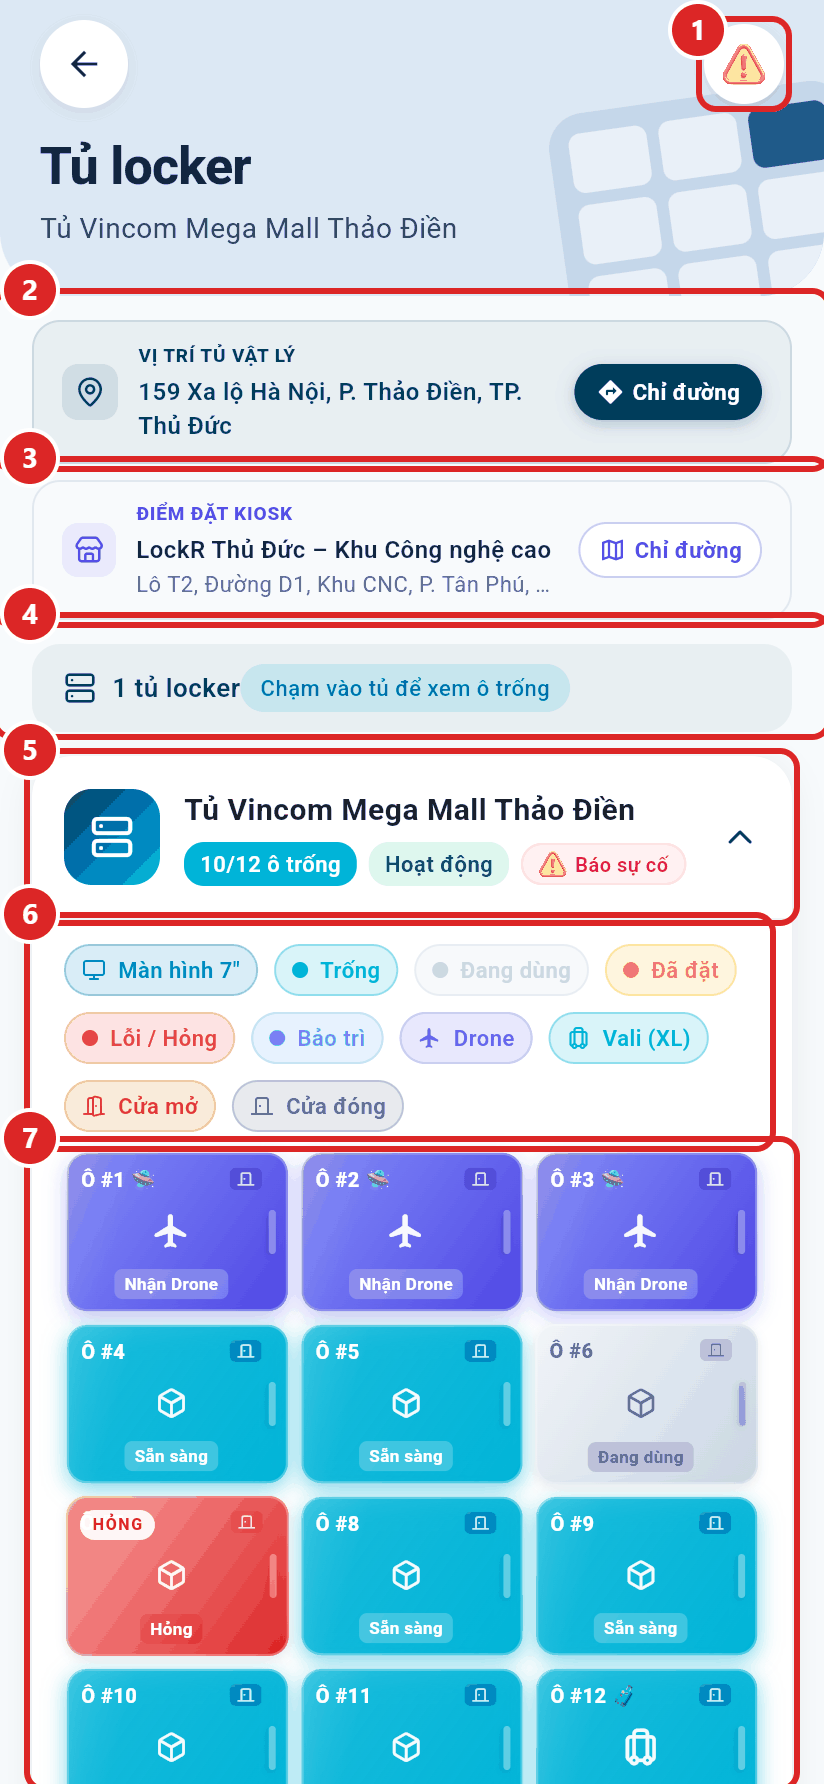 1
Tủ locker
Tủ Vincom Mega Mall Thảo Điền
2
VỊ TRÍ TỦ VẬT LÝ
159 Xa lộ Hà Nội, P. Thảo Điền, TP.
Thủ Đức
Chỉ đường
3
ĐIỂM ĐẶT KIOSK
LockR Thủ Đức – Khu Công nghệ cao
Lô T2, Đường D1, Khu CNC, P. Tân Phú, ...
Chỉ đường
4
1 tủ locker Chạm vào tủ để xem ô trống
5
Tủ Vincom Mega Mall Thảo Điền
10/12 ô trống Hoạt động Báo sự cố
6
Màn hình 7" Trống Đang dùng Đã đặt
Lỗi / Hỏng Bảo trì Drone Vali (XL)
Cửa mở Cửa đóng
7
Ô #1 Ô #2 Ô #3
Nhận Drone Nhận Drone Nhận Drone
Ô #4 Ô #5 Ô #6
Sẵn sàng Sẵn sàng Đang dùng
HỎNG Ô #8 Ô #9
Hỏng Sẵn sàng Sẵn sàng
Ô #10 Ô #11 Ô #12